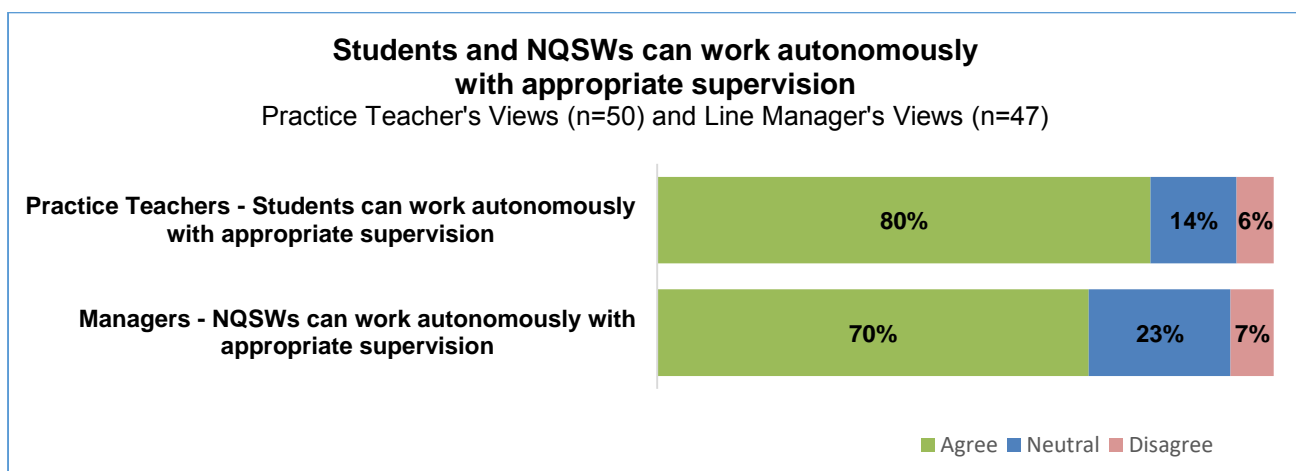 Students and NQSWs can work autonomously
with appropriate supervision
Practice Teacher's Views (n=50) and Line Manager's Views (n=47)
Practice Teachers - Students can work autonomously
with appropriate supervision
80%
14%
6%
Managers - NQSWs can work autonomously with
appropriate supervision
70%
23%
7%
Agree
Neutral
Disagree